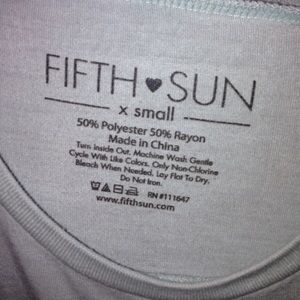 FIFTH♥SUN
x small
50% Polyester 50% Rayon
Made in China
Turn Inside Out. Machine Wash Gentle
Cycle With Like Colors. Only Non-Chlorine
Bleach When Needed. Lay Flat To Dry.
Do Not Iron.
RN #111647
www.fifthsun.com